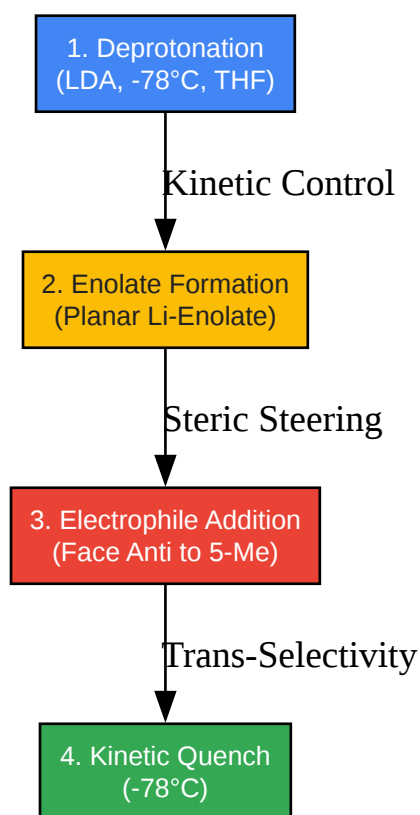 1. Deprotonation
(LDA, -78°C, THF)
Kinetic Control
2. Enolate Formation
(Planar Li-Enolate)
Steric Steering
3. Electrophile Addition
(Face Anti to 5-Me)
Trans-Selectivity
4. Kinetic Quench
(-78°C)